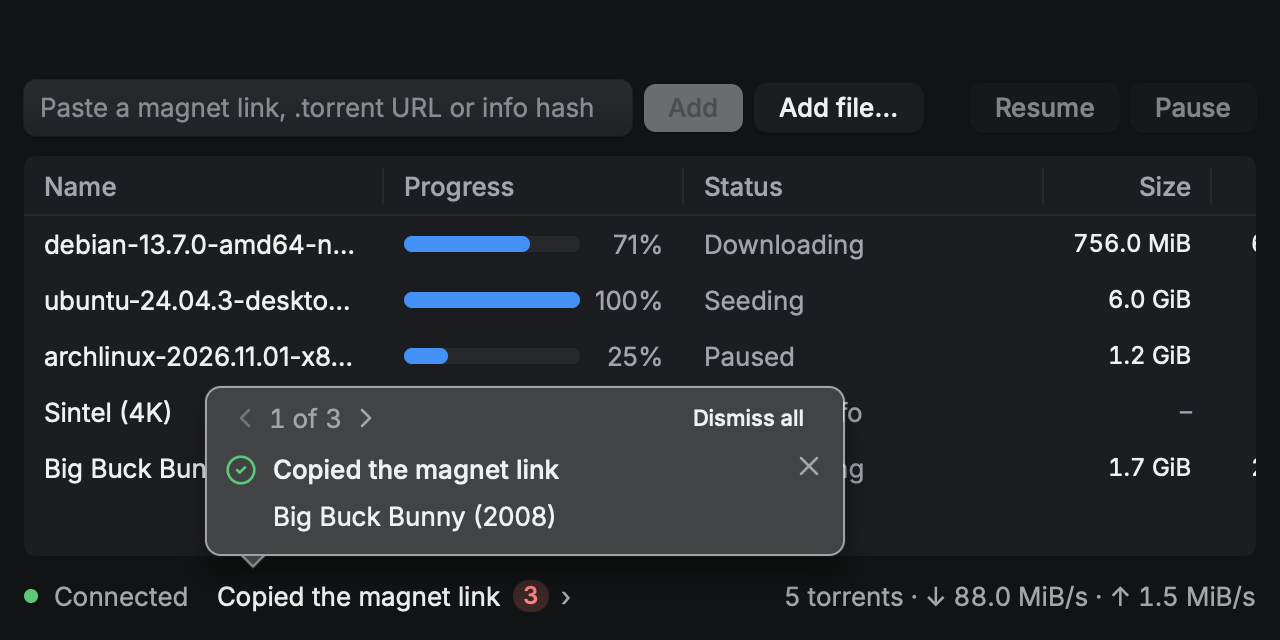 Paste a magnet link, .torrent URL or info hash Add Add file... Resume Pause
Name Progress Status Size
debian-13.7.0-amd64-n... 71% Downloading 756.0 MiB
ubuntu-24.04.3-deskto... 100% Seeding 6.0 GiB
archlinux-2026.11.01-x8... 25% Paused 1.2 GiB
Sintel (4K) –
Big Buck Bun 1.7 GiB
1 of 3 Dismiss all
Copied the magnet link
Big Buck Bunny (2008)
Connected Copied the magnet link 3 › 5 torrents · ↓ 88.0 MiB/s · ↑ 1.5 MiB/s